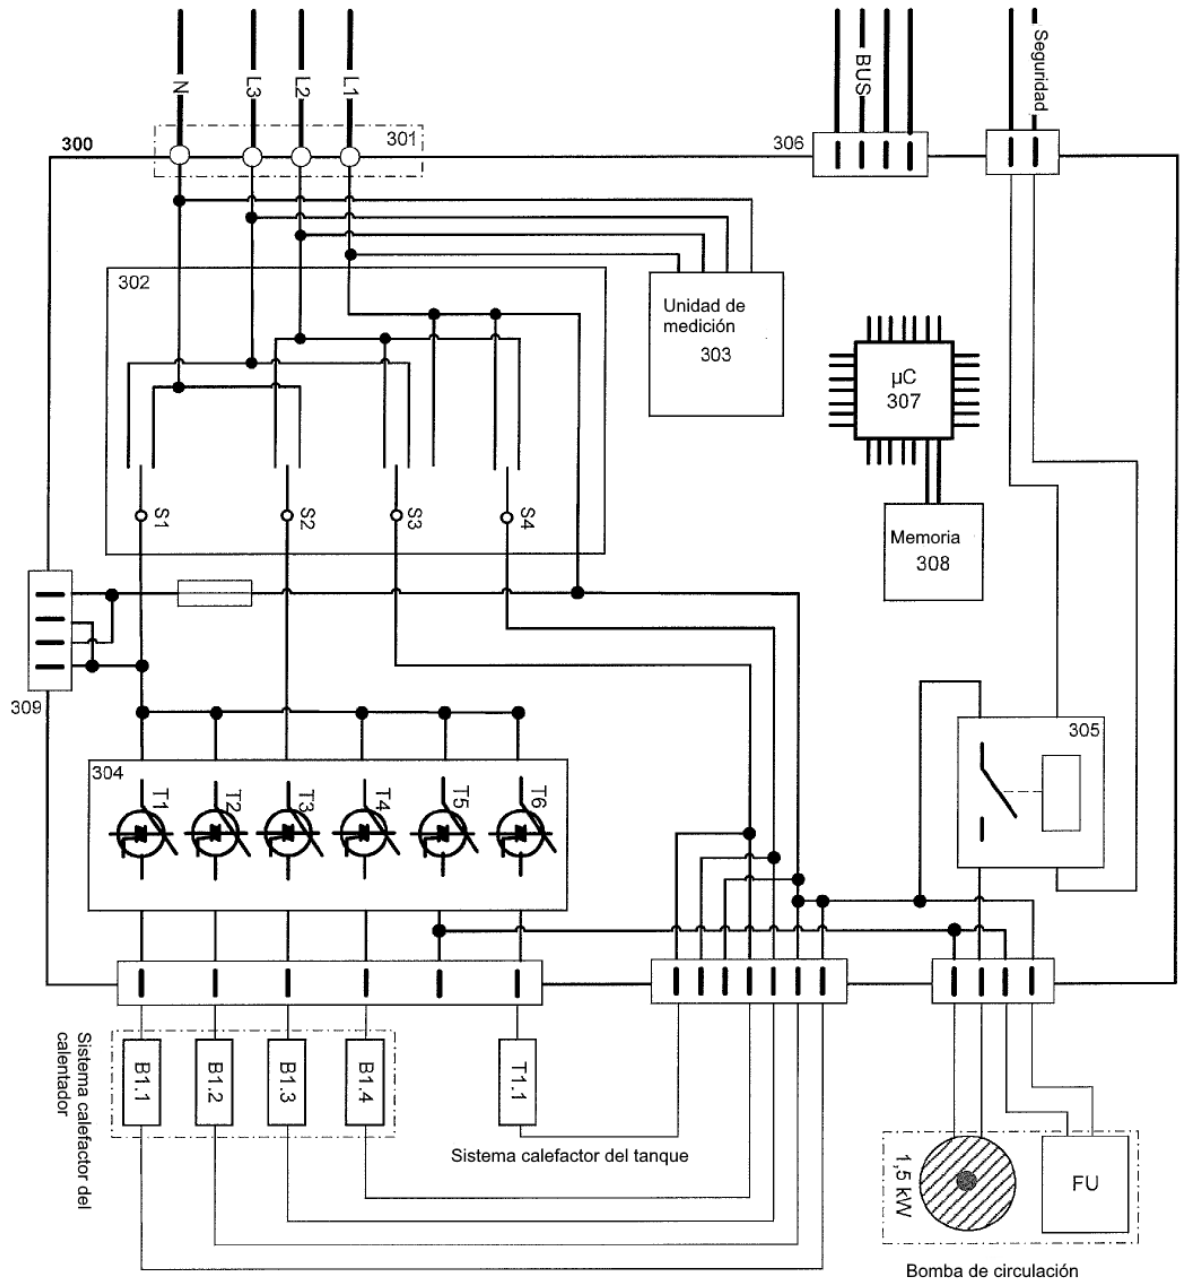 N
L3
L2
L1
BUS
Seguridad
300
301
306
302
Unidad de
medición
303
µC
307
S1
S2
S3
S4
Memoria
308
309
305
304
T1
T2
T3
T4
T5
T6
Sistema calefactor del
calentador
B1.1
B1.2
B1.3
B1.4
T1.1
Sistema calefactor del tanque
1,5 kW
FU
Bomba de circulación